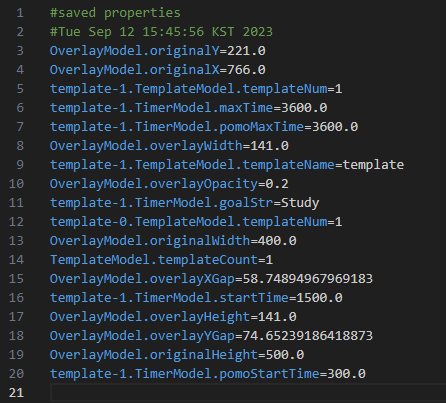 1 #saved properties
2 #Tue Sep 12 15:45:56 KST 2023
3 OverlayModel.originalY=221.0
4 OverlayModel.originalX=766.0
5 template-1.TemplateModel.templateNum=1
6 template-1.TimerModel.maxTime=3600.0
7 template-1.TimerModel.pomoMaxTime=3600.0
8 OverlayModel.overlayWidth=141.0
9 template-1.TemplateModel.templateName=template
10 OverlayModel.overlayOpacity=0.2
11 template-1.TimerModel.goalStr=Study
12 template-0.TemplateModel.templateNum=1
13 OverlayModel.originalWidth=400.0
14 TemplateModel.templateCount=1
15 OverlayModel.overlayXGap=58.74894967969183
16 template-1.TimerModel.startTime=1500.0
17 OverlayModel.overlayHeight=141.0
18 OverlayModel.overlayYGap=74.65239186418873
19 OverlayModel.originalHeight=500.0
20 template-1.TimerModel.pomoStartTime=300.0
21